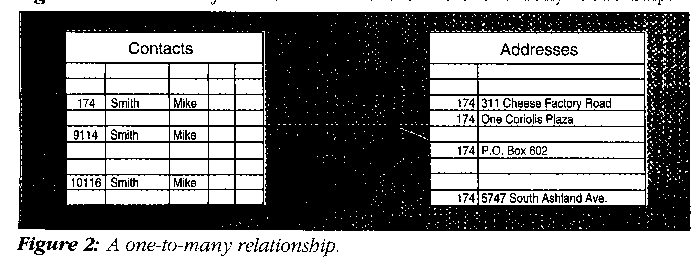 Contacts
174 Smith Mike
9114 Smith Mike
10116 Smith Mike
Addresses
174 311 Cheese Factory Road
174 One Coriolis Plaza
174 P.O. Box 602
174 5747 South Ashland Ave.
Figure 2: A one-to-many relationship.